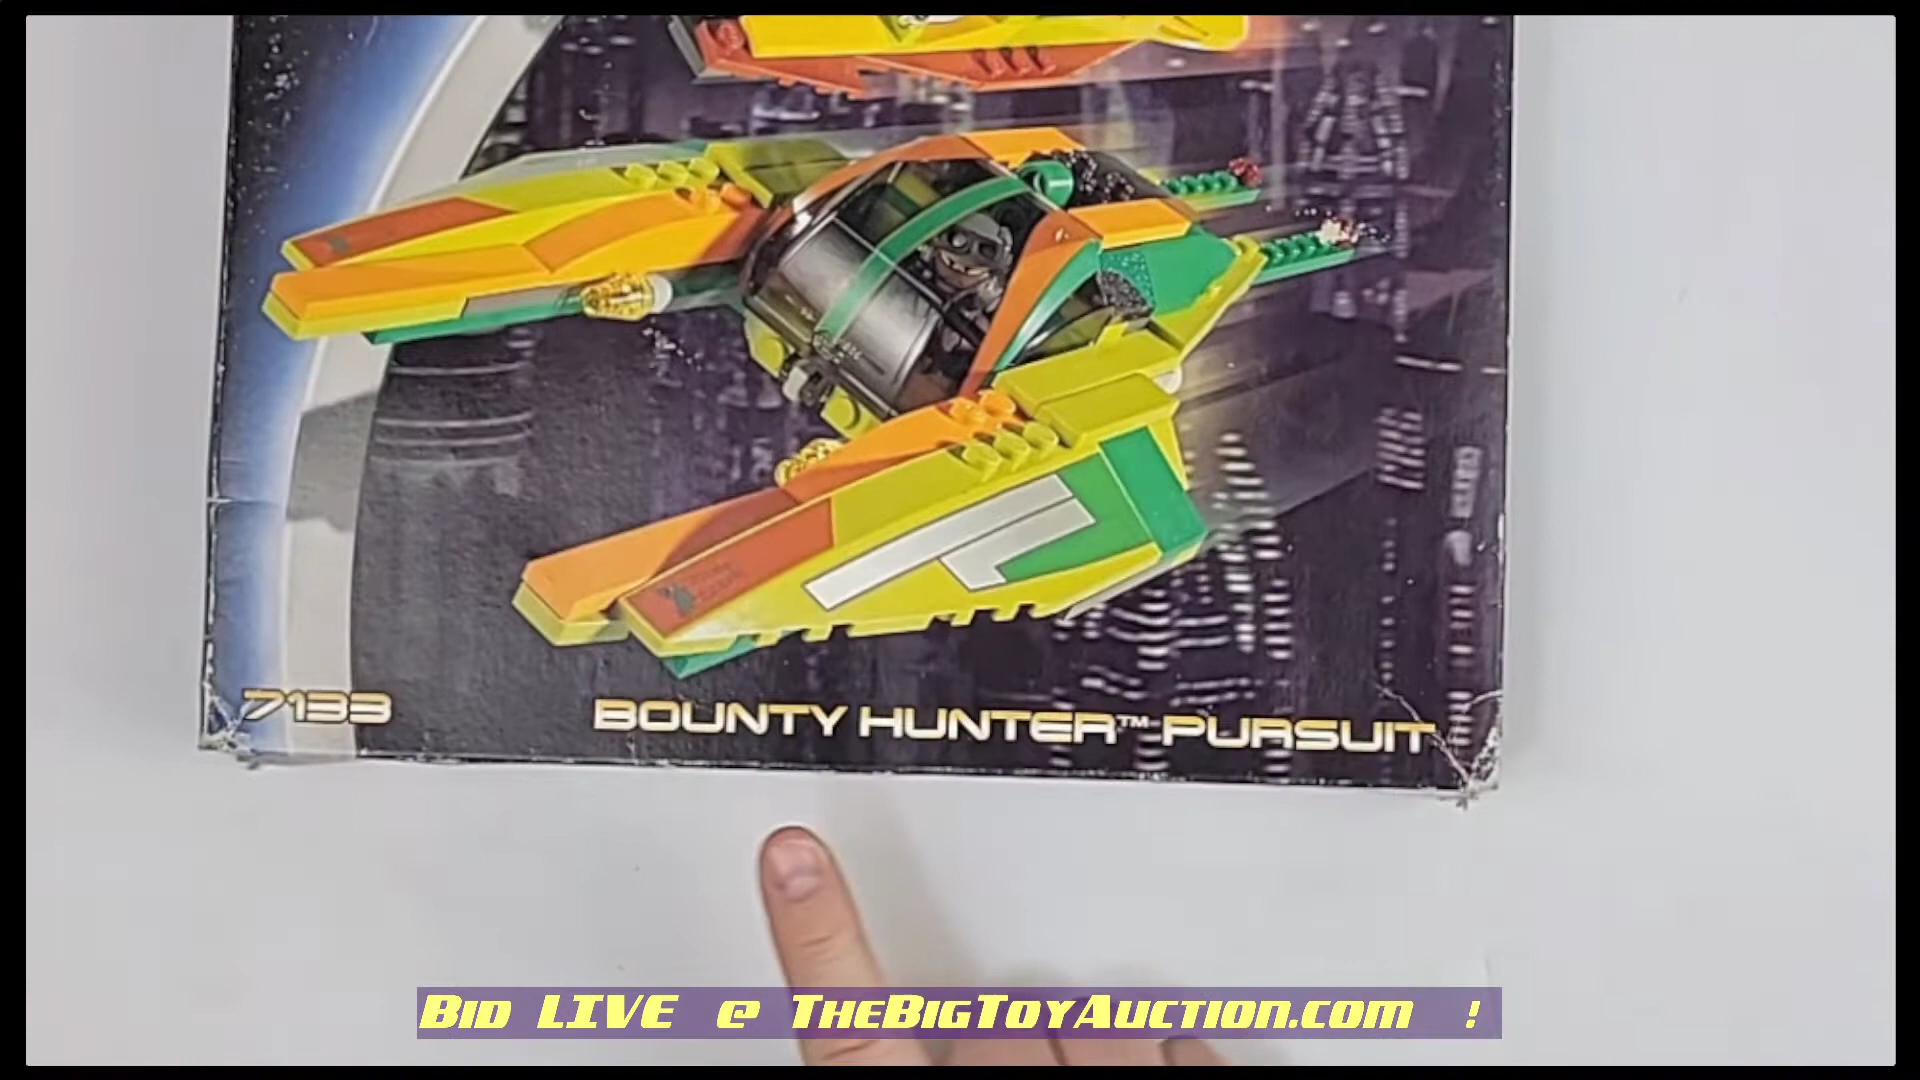 7133
BOUNTY HUNTER™ PURSUIT
Bid LIVE @ TheBigToyAuction.com !